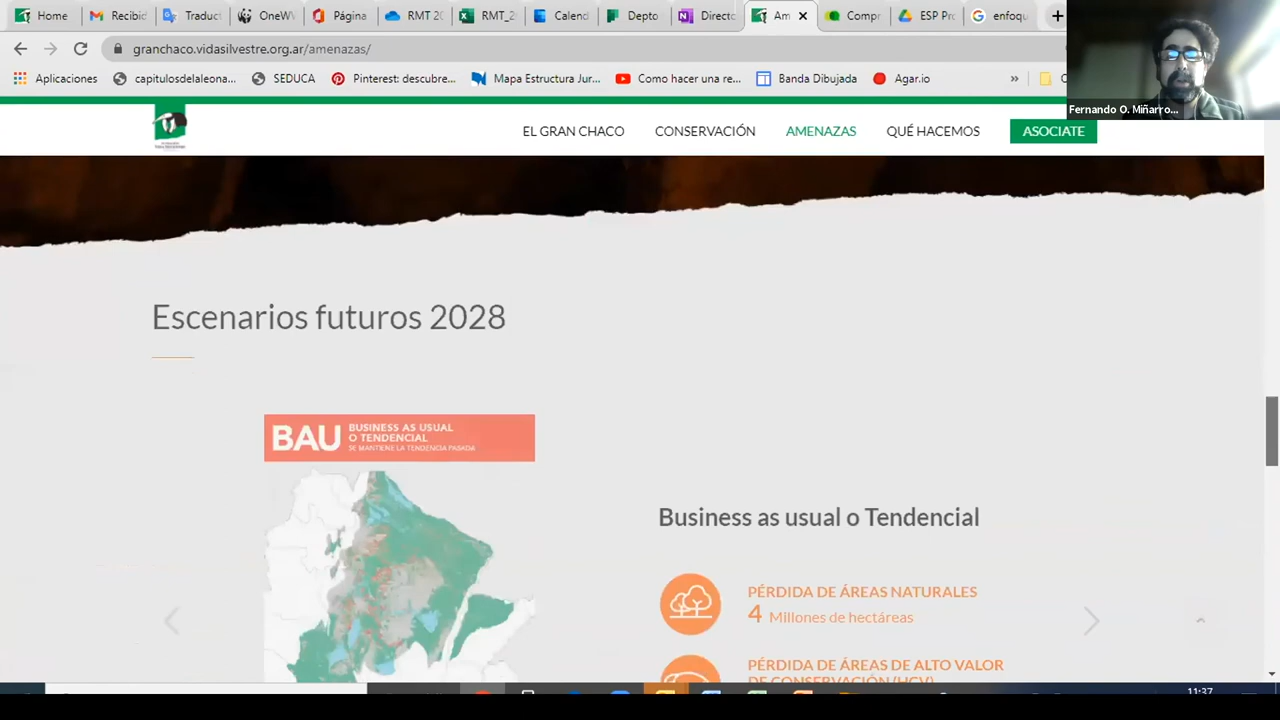 Home
Recibid
Traduct
OneWV
Página
RMT 20
RMT_2
Calend
Depto
Directo
Am
Compr
ESP Pro
enfoqu
granchaco.vidasilvestre.org.ar/amenazas/
Aplicaciones
capitulosdelaleona...
SEDUCA
Pinterest: descubre...
Mapa Estructura Jur...
Como hacer una re...
Banda Dibujada
Agar.io
»
Fernando O. Miñarro...
EL GRAN CHACO
CONSERVACIÓN
AMENAZAS
QUÉ HACEMOS
ASOCIATE
Escenarios futuros 2028
BAU
BUSINESS AS USUAL
O TENDENCIAL
SE MANTIENE LA TENDENCIA PASADA
Business as usual o Tendencial
PÉRDIDA DE ÁREAS NATURALES
4 Millones de hectáreas
PÉRDIDA DE ÁREAS DE ALTO VALOR
DE CONSERVACIÓN (HCV)
11:37